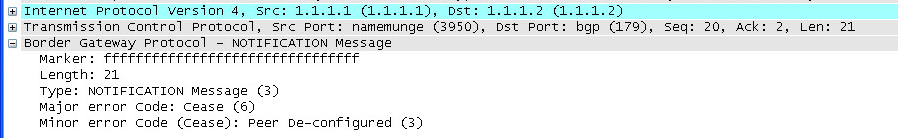 Internet Protocol Version 4, Src: 1.1.1.1 (1.1.1.1), Dst: 1.1.1.2 (1.1.1.2)
Transmission Control Protocol, Src Port: namemunge (3950), Dst Port: bgp (179), Seq: 20, Ack: 2, Len: 21
Border Gateway Protocol - NOTIFICATION Message
Marker: ffffffffffffffffffffffffffffffff
Length: 21
Type: NOTIFICATION Message (3)
Major error Code: Cease (6)
Minor error Code (Cease): Peer De-configured (3)